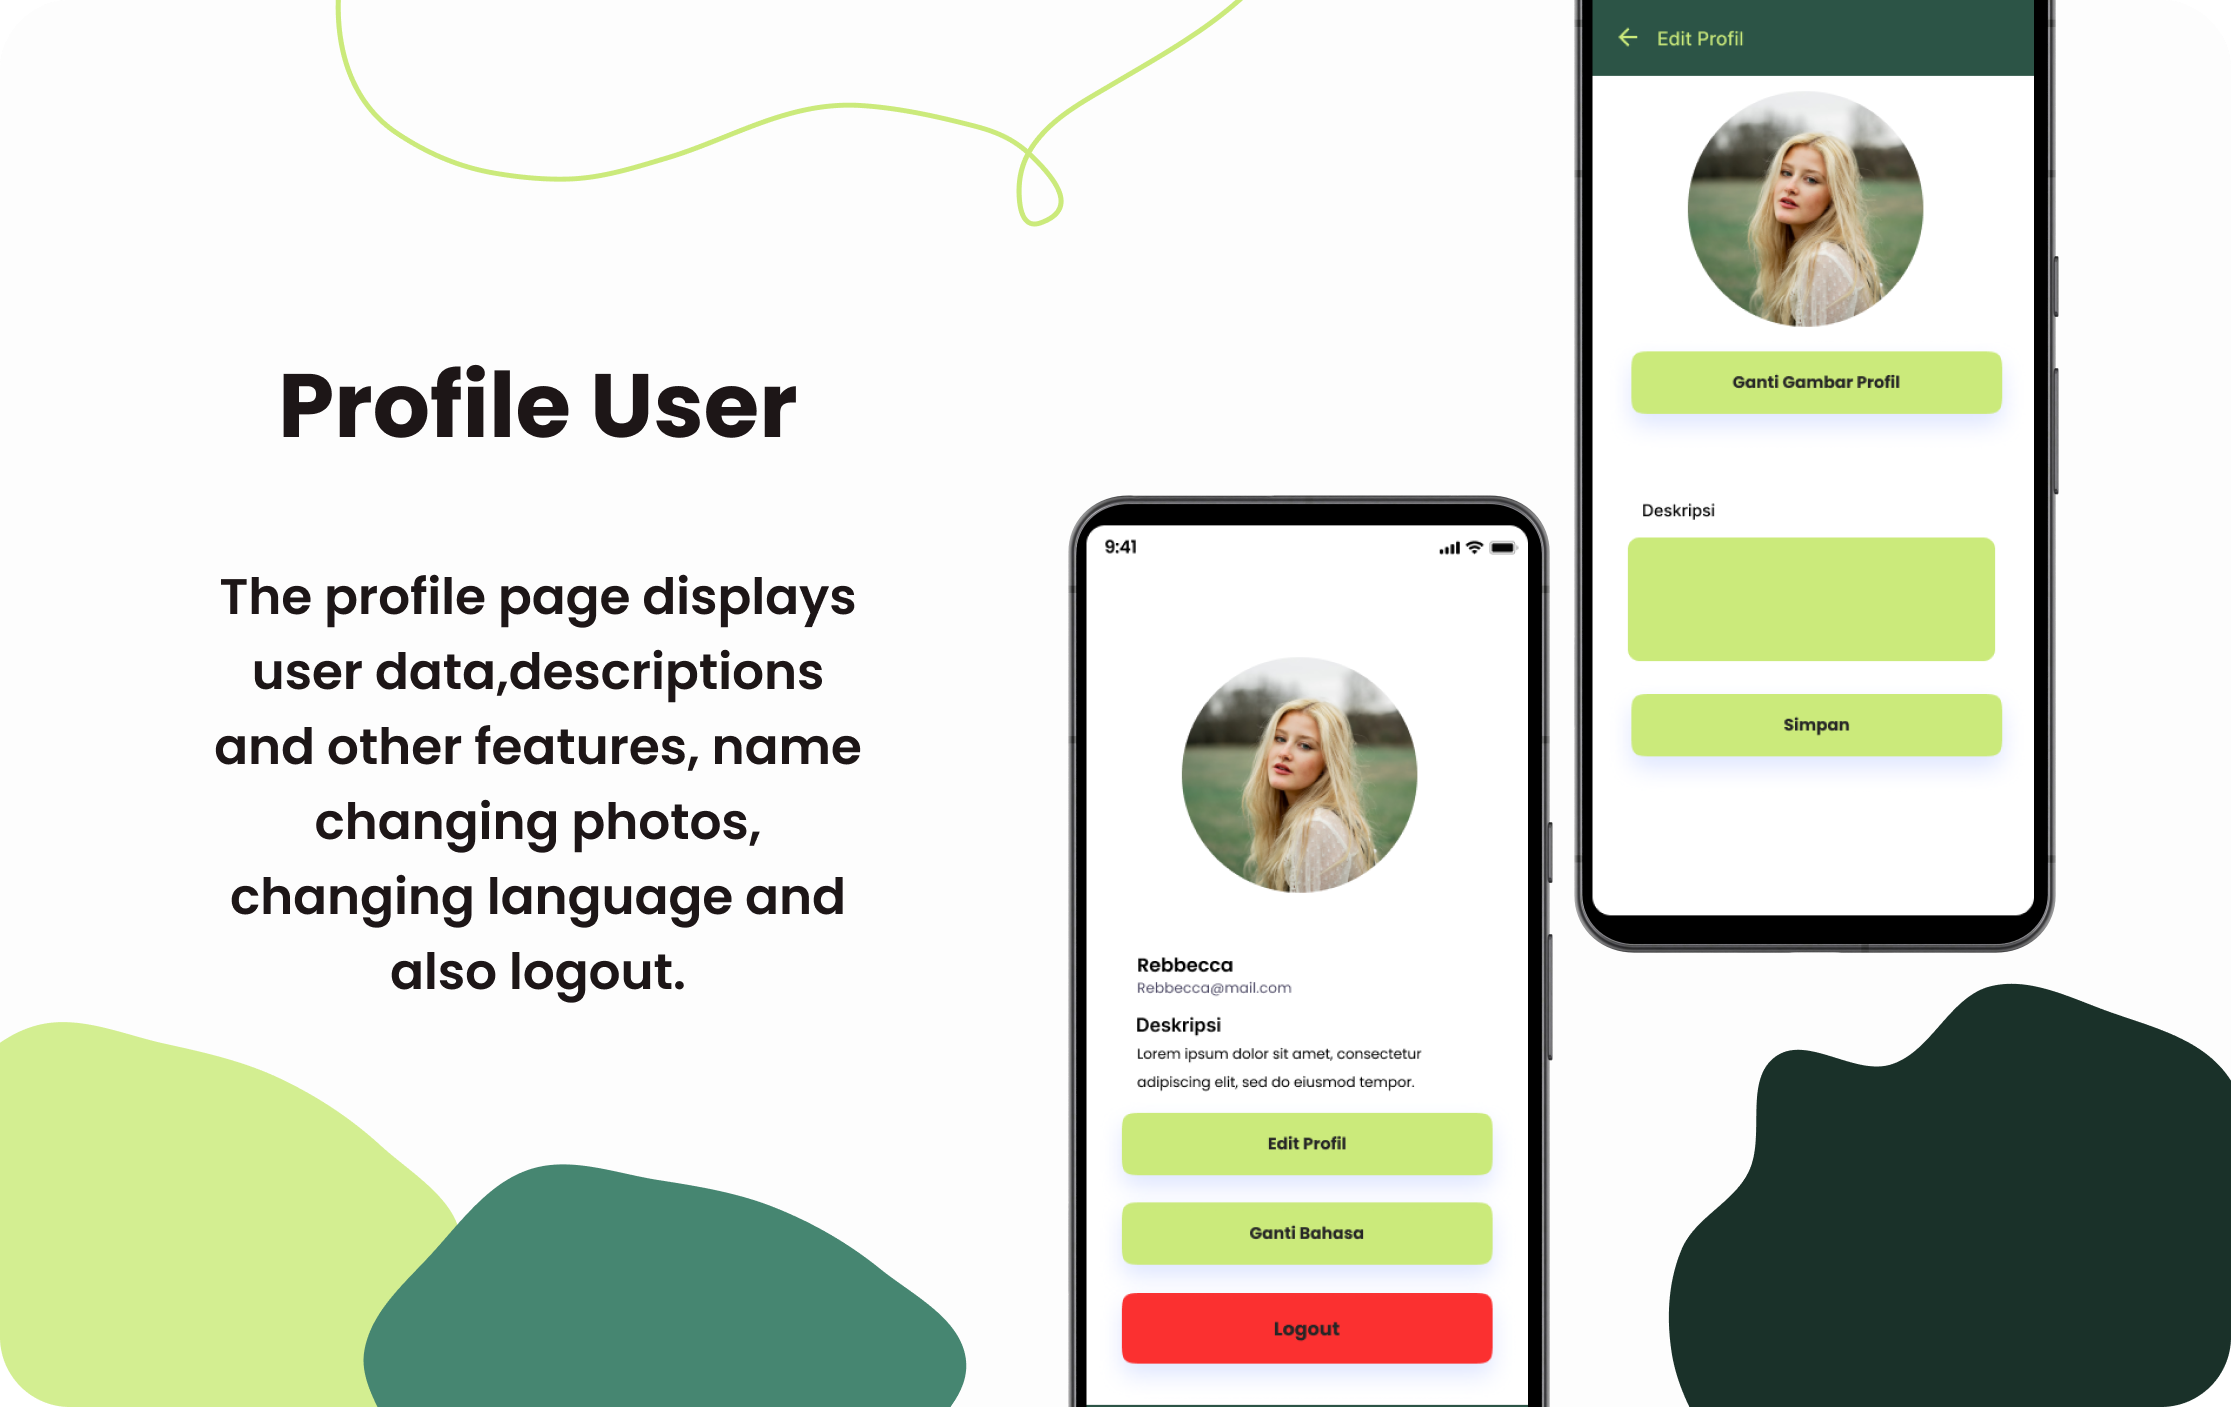 Profile User
The profile page displays
user data,descriptions
and other features, name
changing photos,
changing language and
also logout.
9:41
Rebbecca
Rebbecca@mail.com
Deskripsi
Lorem ipsum dolor sit amet, consectetur
adipiscing elit, sed do eiusmod tempor.
Edit Profil
Ganti Bahasa
Logout
Edit Profil
Ganti Gambar Profil
Deskripsi
Simpan